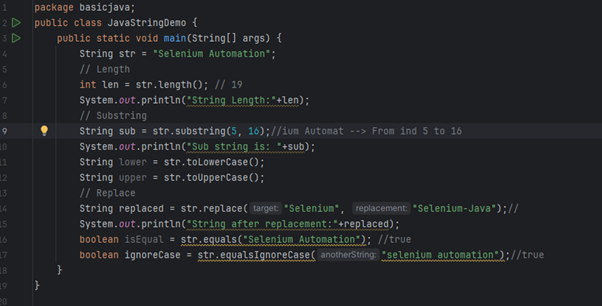 1 package basicjava;
2 public class JavaStringDemo {
3 public static void main(String[] args) {
4 String str = "Selenium Automation";
5 // Length
6 int len = str.length(); // 19
7 System.out.println("String Length:"+len);
8 // Substring
9 String sub = str.substring(5, 16);//ium Automat --> From ind 5 to 16
10 System.out.println("Sub string is: "+sub);
11 String lower = str.toLowerCase();
12 String upper = str.toUpperCase();
13 // Replace
14 String replaced = str.replace( target: "Selenium", replacement: "Selenium-Java");//
15 System.out.println("String after replacement:"+replaced);
16 boolean isEqual = str.equals("Selenium Automation"); //true
17 boolean ignoreCase = str.equalsIgnoreCase( anotherString: "selenium automation");//true
18 }
19 }
20